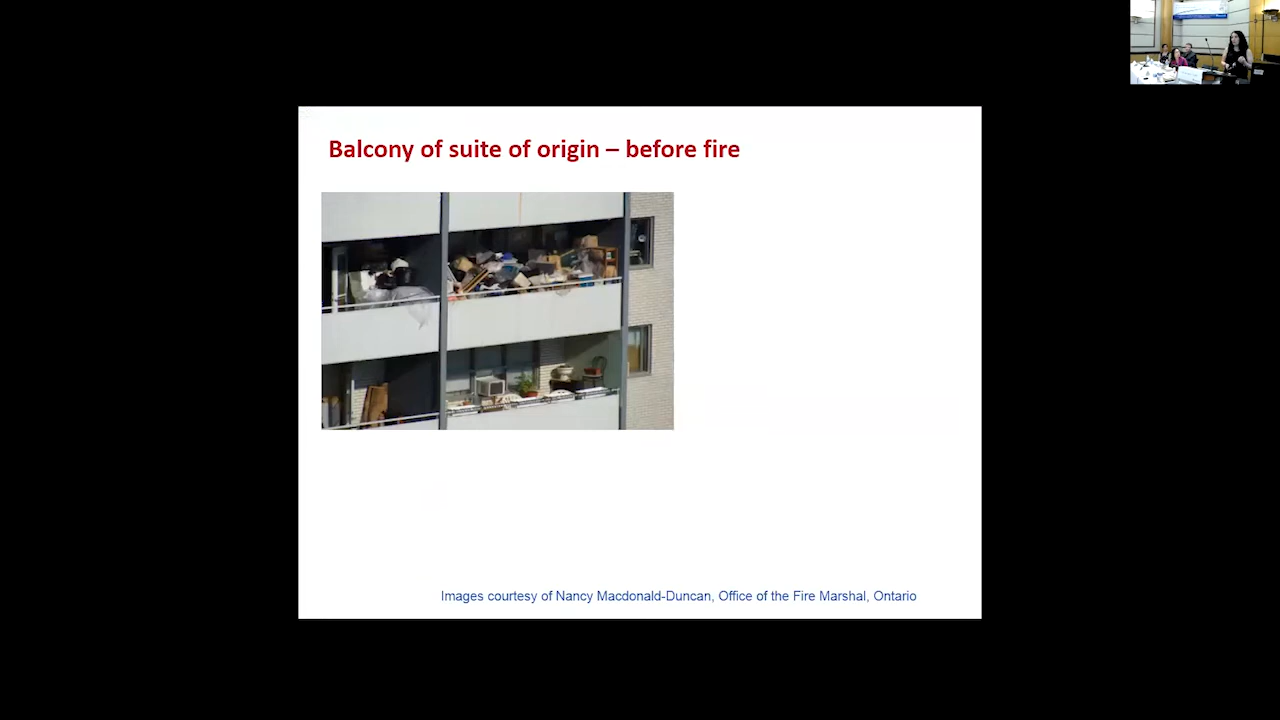 Balcony of suite of origin – before fire
Images courtesy of Nancy Macdonald-Duncan, Office of the Fire Marshal, Ontario